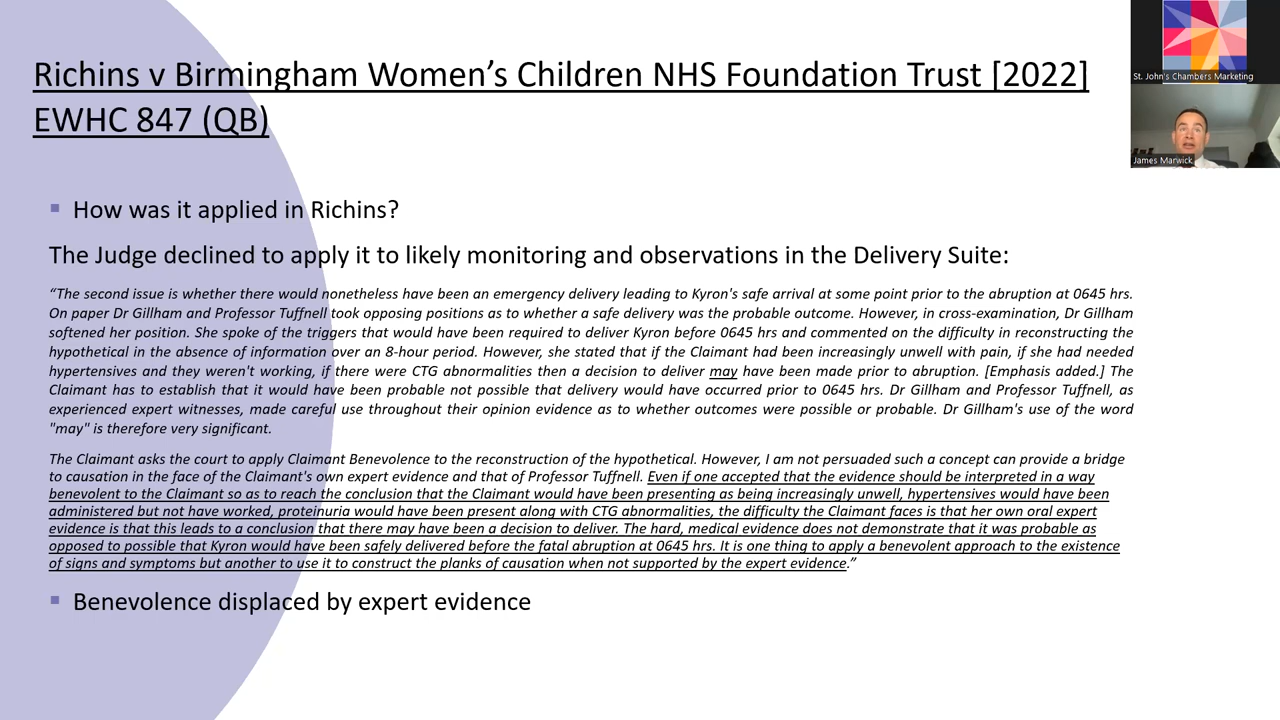 Richins v Birmingham Women’s Children NHS Foundation Trust [2022]
EWHC 847 (QB)
St. John's Chambers Marketing
James Marwick
▪ How was it applied in Richins?
The Judge declined to apply it to likely monitoring and observations in the Delivery Suite:
“The second issue is whether there would nonetheless have been an emergency delivery leading to Kyron's safe arrival at some point prior to the abruption at 0645 hrs.
On paper Dr Gillham and Professor Tuffnell took opposing positions as to whether a safe delivery was the probable outcome. However, in cross-examination, Dr Gillham
softened her position. She spoke of the triggers that would have been required to deliver Kyron before 0645 hrs and commented on the difficulty in reconstructing the
hypothetical in the absence of information over an 8-hour period. However, she stated that if the Claimant had been increasingly unwell with pain, if she had needed
hypertensives and they weren't working, if there were CTG abnormalities then a decision to deliver may have been made prior to abruption. [Emphasis added.] The
Claimant has to establish that it would have been probable not possible that delivery would have occurred prior to 0645 hrs. Dr Gillham and Professor Tuffnell, as
experienced expert witnesses, made careful use throughout their opinion evidence as to whether outcomes were possible or probable. Dr Gillham's use of the word
"may" is therefore very significant.
The Claimant asks the court to apply Claimant Benevolence to the reconstruction of the hypothetical. However, I am not persuaded such a concept can provide a bridge
to causation in the face of the Claimant's own expert evidence and that of Professor Tuffnell. Even if one accepted that the evidence should be interpreted in a way
benevolent to the Claimant so as to reach the conclusion that the Claimant would have been presenting as being increasingly unwell, hypertensives would have been
administered but not have worked, proteinuria would have been present along with CTG abnormalities, the difficulty the Claimant faces is that her own oral expert
evidence is that this leads to a conclusion that there may have been a decision to deliver. The hard, medical evidence does not demonstrate that it was probable as
opposed to possible that Kyron would have been safely delivered before the fatal abruption at 0645 hrs. It is one thing to apply a benevolent approach to the existence
of signs and symptoms but another to use it to construct the planks of causation when not supported by the expert evidence.”
▪ Benevolence displaced by expert evidence